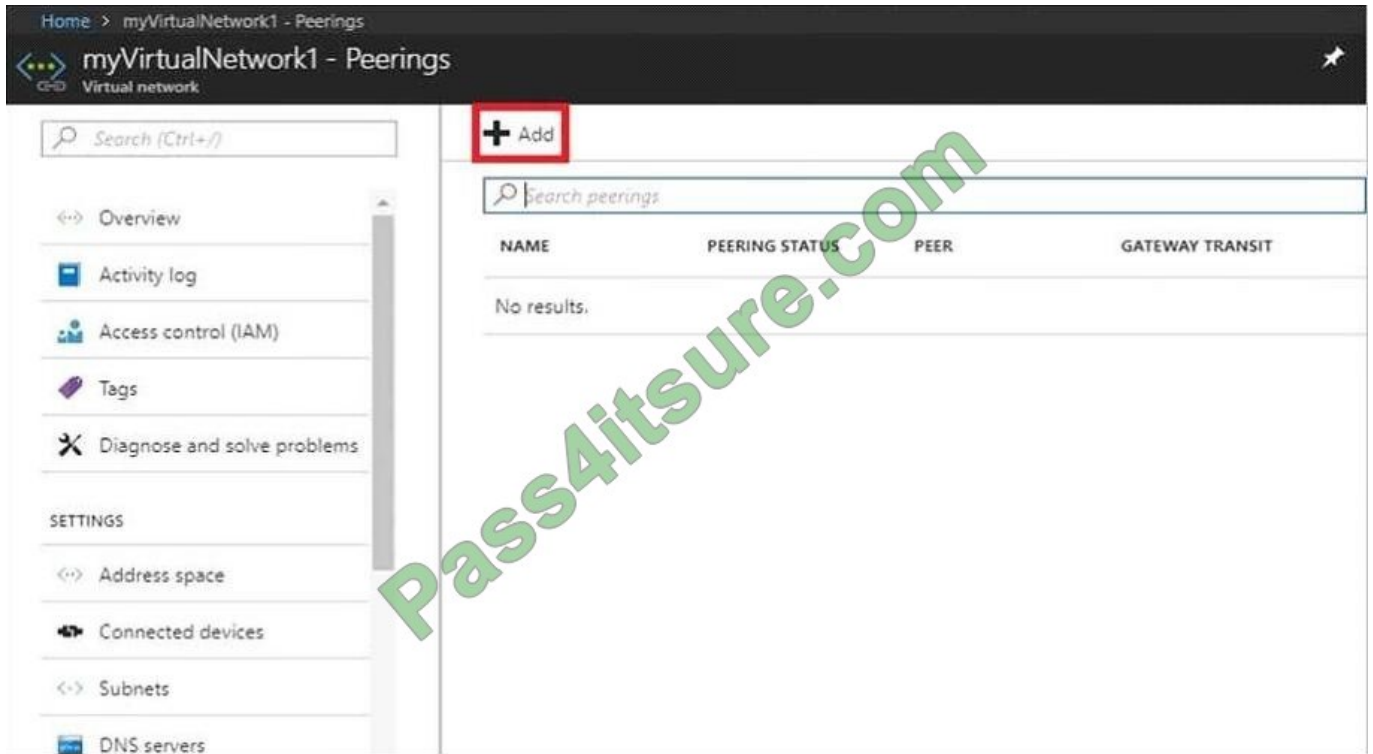 Home > myVirtualNetwork1 - Peerings
myVirtualNetwork1 - Peerings
Virtual network
Search (Ctrl+/)
Overview
Activity log
Access control (IAM)
Tags
Diagnose and solve problems
SETTINGS
Address space
Connected devices
Subnets
DNS servers
+ Add
Search peerings
NAME PEERING STATUS PEER GATEWAY TRANSIT
No results.
Pass4itsure.com